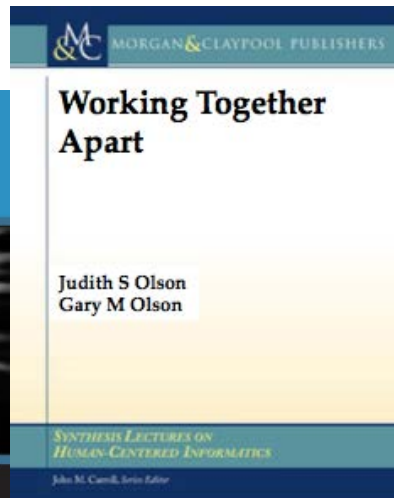 M&C MORGAN&CLAYPOOL PUBLISHERS
Working Together
Apart
Judith S Olson
Gary M Olson
SYNTHESIS LECTURES ON
HUMAN-CENTERED INFORMATICS
John M. Carroll, Series Editor